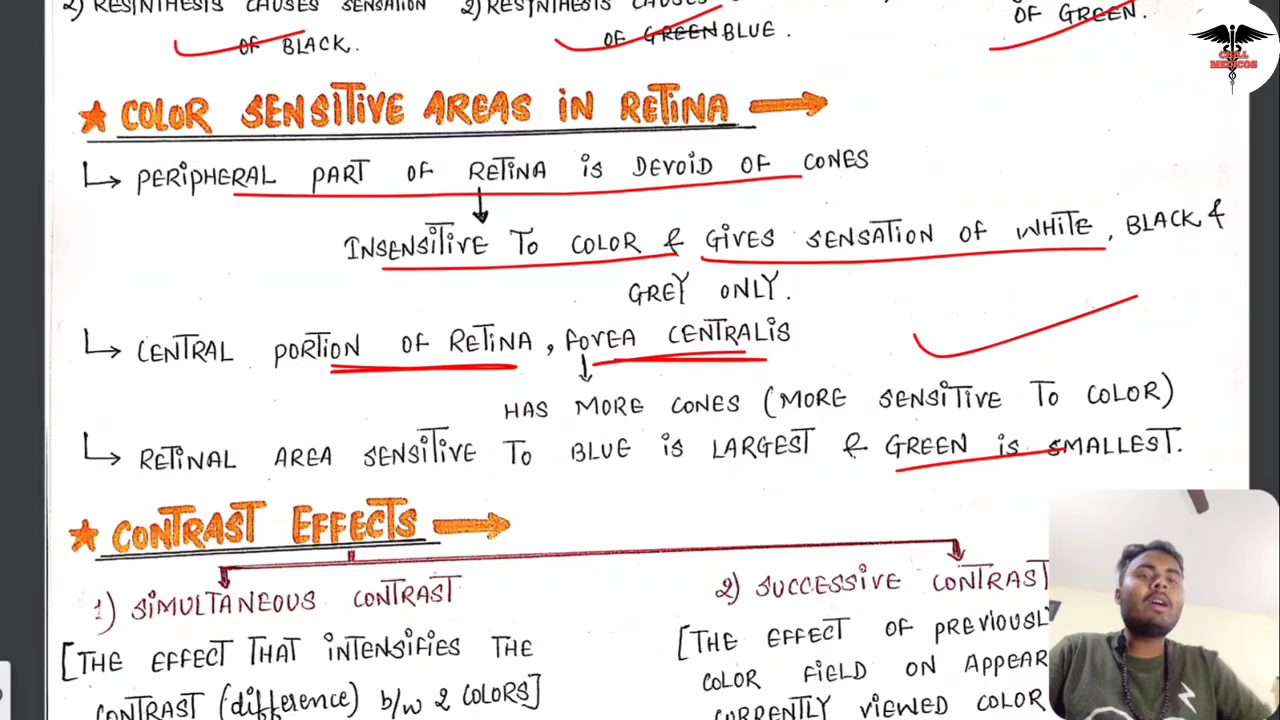 2) RESYNTHESIS CAUSES SENSATION
OF BLACK.
2) RESYNTHESIS
OF GREEN BLUE.
OF GREEN.
CHILL
MEDICOS
★ COLOR SENSITIVE AREAS IN RETINA →
↳ PERIPHERAL PART OF RETINA IS DEVOID OF CONES
↓
INSENSITIVE TO COLOR & GIVES SENSATION OF WHITE, BLACK &
GREY ONLY.
↳ CENTRAL PORTION OF RETINA, FOVEA CENTRALIS
↓
HAS MORE CONES (MORE SENSITIVE TO COLOR)
↳ RETINAL AREA SENSITIVE TO BLUE IS LARGEST & GREEN IS SMALLEST.
★ CONTRAST EFFECTS →
1) SIMULTANEOUS CONTRAST
[THE EFFECT THAT INTENSIFIES THE
CONTRAST (difference) b/w 2 COLORS]
2) SUCCESSIVE CONTRAST
[THE EFFECT OF PREVIOUSLY
COLOR FIELD ON APPEAR
CURRENTLY VIEWED COLOR